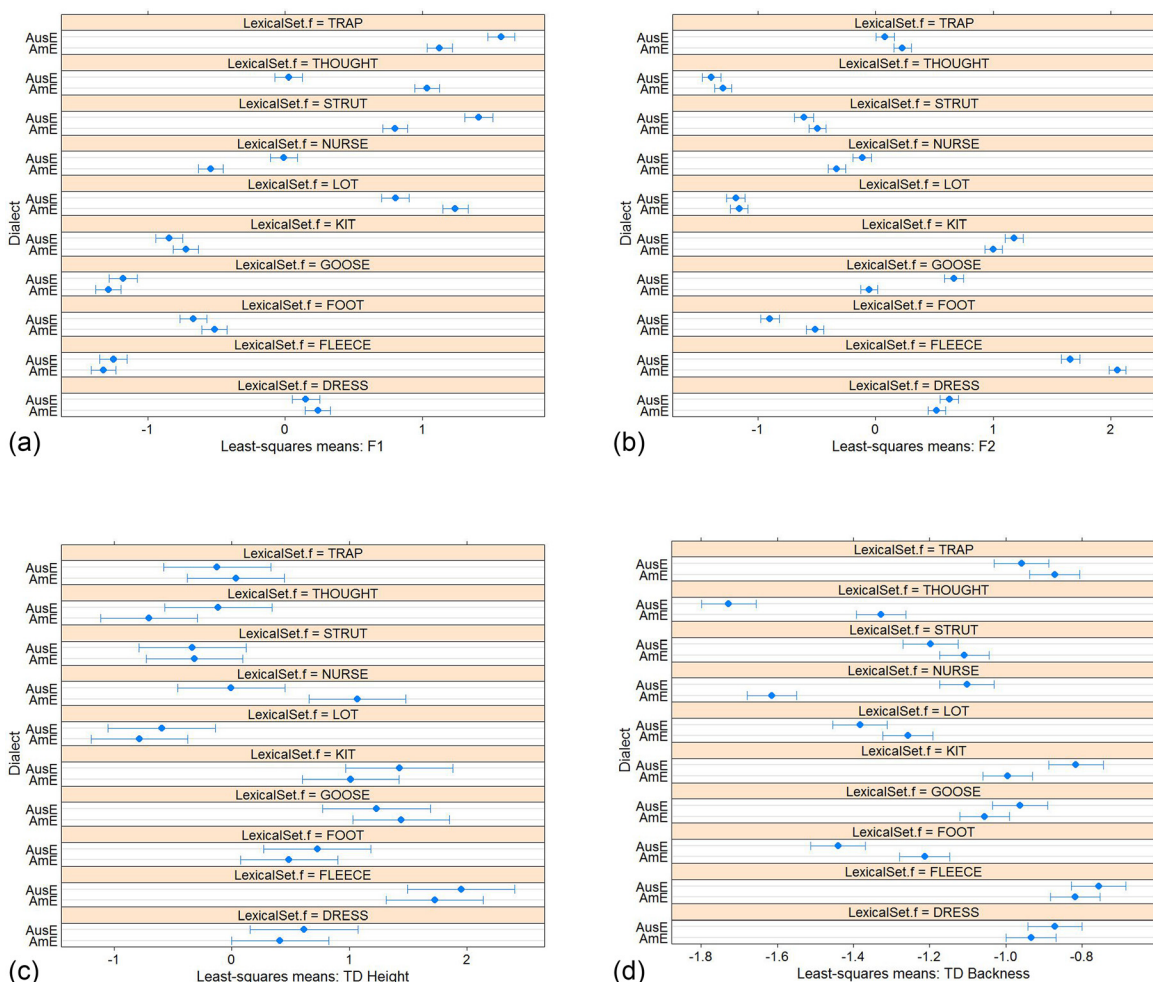 LexicalSet.f = TRAP
AusE
AmE
LexicalSet.f = THOUGHT
AusE
AmE
LexicalSet.f = STRUT
AusE
AmE
LexicalSet.f = NURSE
AusE
AmE
LexicalSet.f = LOT
AusE
AmE
LexicalSet.f = KIT
AusE
AmE
LexicalSet.f = GOOSE
AusE
AmE
LexicalSet.f = FOOT
AusE
AmE
LexicalSet.f = FLEECE
AusE
AmE
LexicalSet.f = DRESS
AusE
AmE
Dialect
-1 0 1
Least-squares means: F1
(a)
LexicalSet.f = TRAP
AusE
AmE
LexicalSet.f = THOUGHT
AusE
AmE
LexicalSet.f = STRUT
AusE
AmE
LexicalSet.f = NURSE
AusE
AmE
LexicalSet.f = LOT
AusE
AmE
LexicalSet.f = KIT
AusE
AmE
LexicalSet.f = GOOSE
AusE
AmE
LexicalSet.f = FOOT
AusE
AmE
LexicalSet.f = FLEECE
AusE
AmE
LexicalSet.f = DRESS
AusE
AmE
Dialect
-1 0 1 2
Least-squares means: F2
(b)
LexicalSet.f = TRAP
AusE
AmE
LexicalSet.f = THOUGHT
AusE
AmE
LexicalSet.f = STRUT
AusE
AmE
LexicalSet.f = NURSE
AusE
AmE
LexicalSet.f = LOT
AusE
AmE
LexicalSet.f = KIT
AusE
AmE
LexicalSet.f = GOOSE
AusE
AmE
LexicalSet.f = FOOT
AusE
AmE
LexicalSet.f = FLEECE
AusE
AmE
LexicalSet.f = DRESS
AusE
AmE
Dialect
-1 0 1 2
Least-squares means: TD Height
(c)
LexicalSet.f = TRAP
AusE
AmE
LexicalSet.f = THOUGHT
AusE
AmE
LexicalSet.f = STRUT
AusE
AmE
LexicalSet.f = NURSE
AusE
AmE
LexicalSet.f = LOT
AusE
AmE
LexicalSet.f = KIT
AusE
AmE
LexicalSet.f = GOOSE
AusE
AmE
LexicalSet.f = FOOT
AusE
AmE
LexicalSet.f = FLEECE
AusE
AmE
LexicalSet.f = DRESS
AusE
AmE
Dialect
-1.8 -1.6 -1.4 -1.2 -1.0 -0.8
Least-squares means: TD Backness
(d)